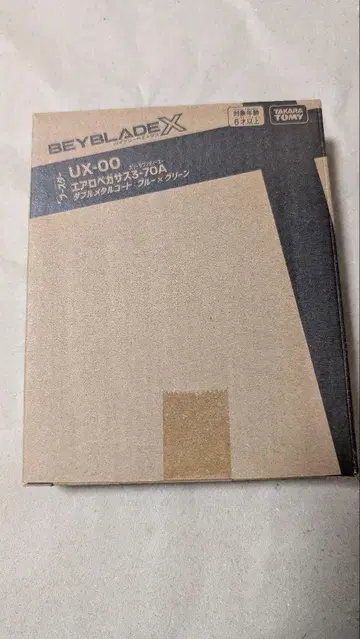 BEYBLADE X
対象年齢
6才以上
TAKARA
TOMY
ブースター
UX-00
エアロペガサス3-70A
ダブルメタルコート:ブルー×グリーン